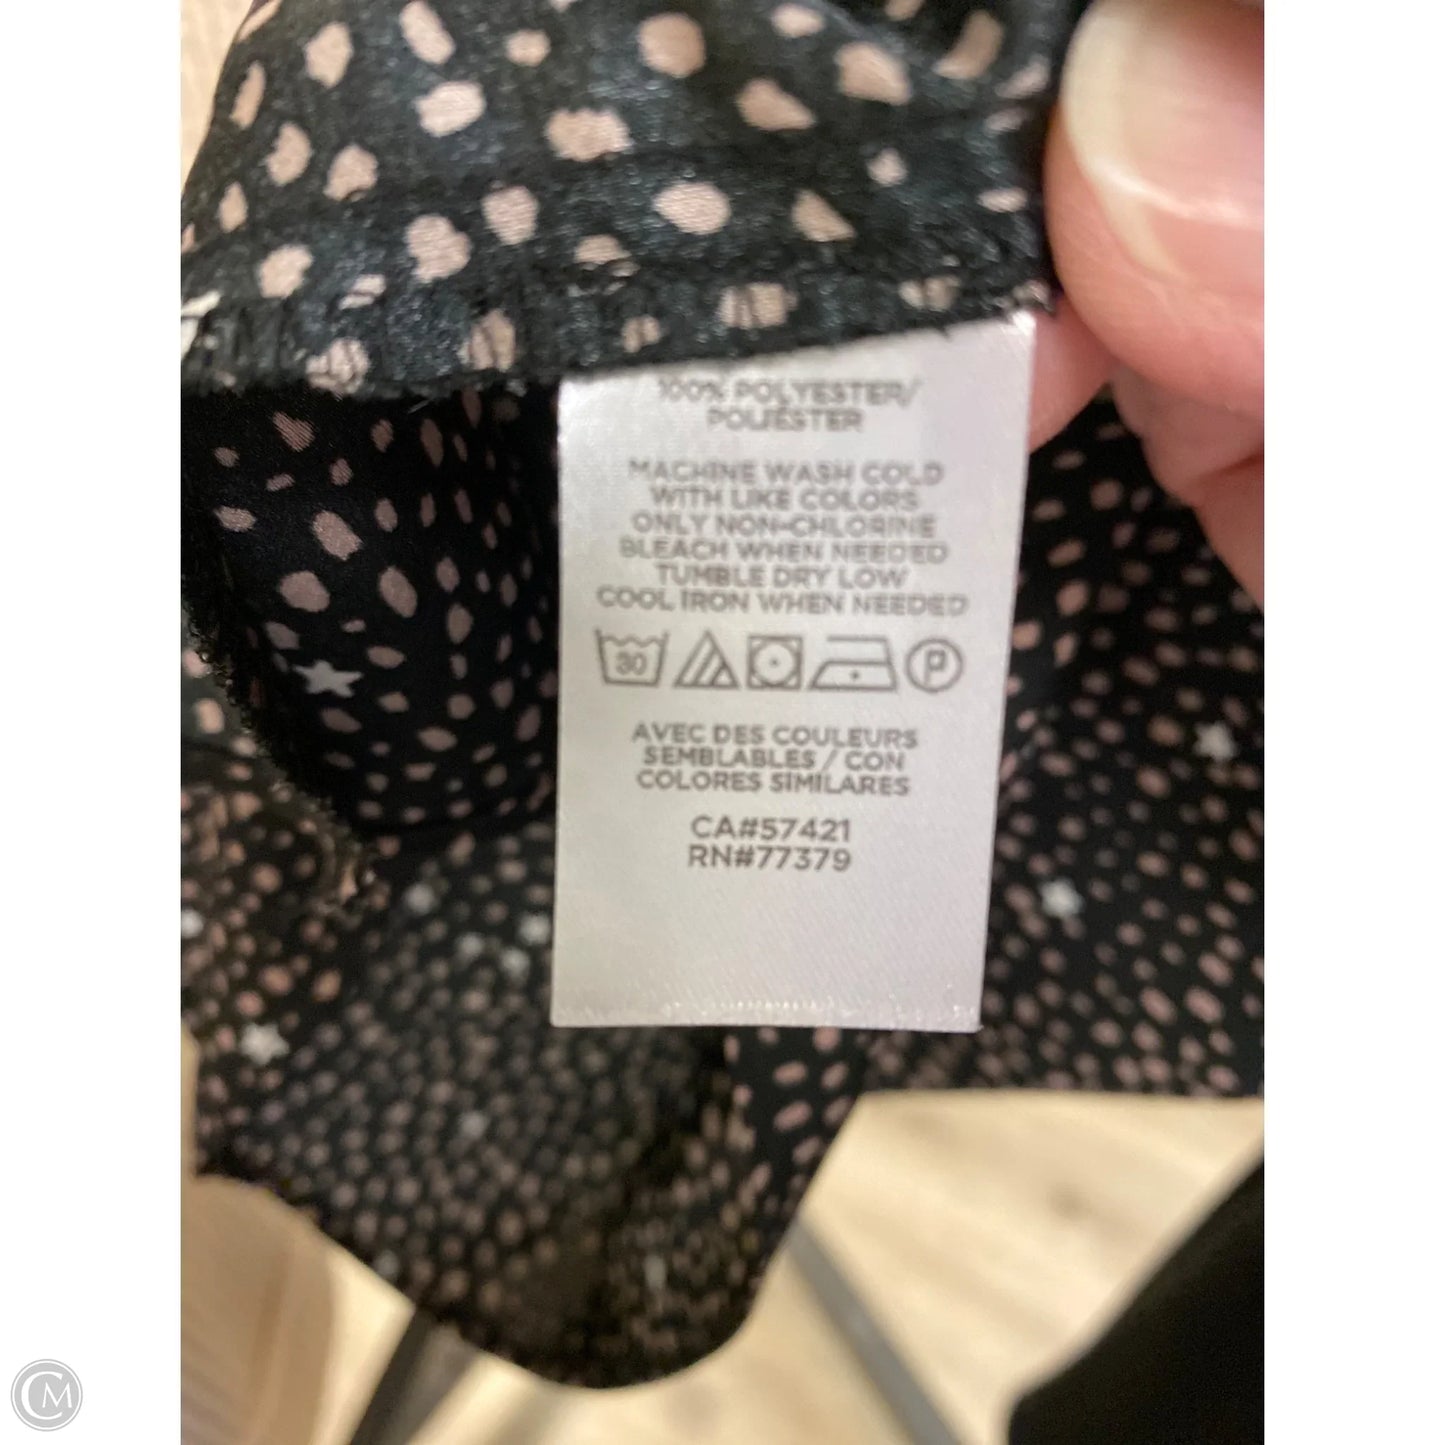 100% POLYESTER/
POLIÉSTER
MACHINE WASH COLD
WITH LIKE COLORS
ONLY NON-CHLORINE
BLEACH WHEN NEEDED
TUMBLE DRY LOW
COOL IRON WHEN NEEDED
30 P
AVEC DES COULEURS
SEMBLABLES / CON
COLORES SIMILARES
CA#57421
RN#77379
CM